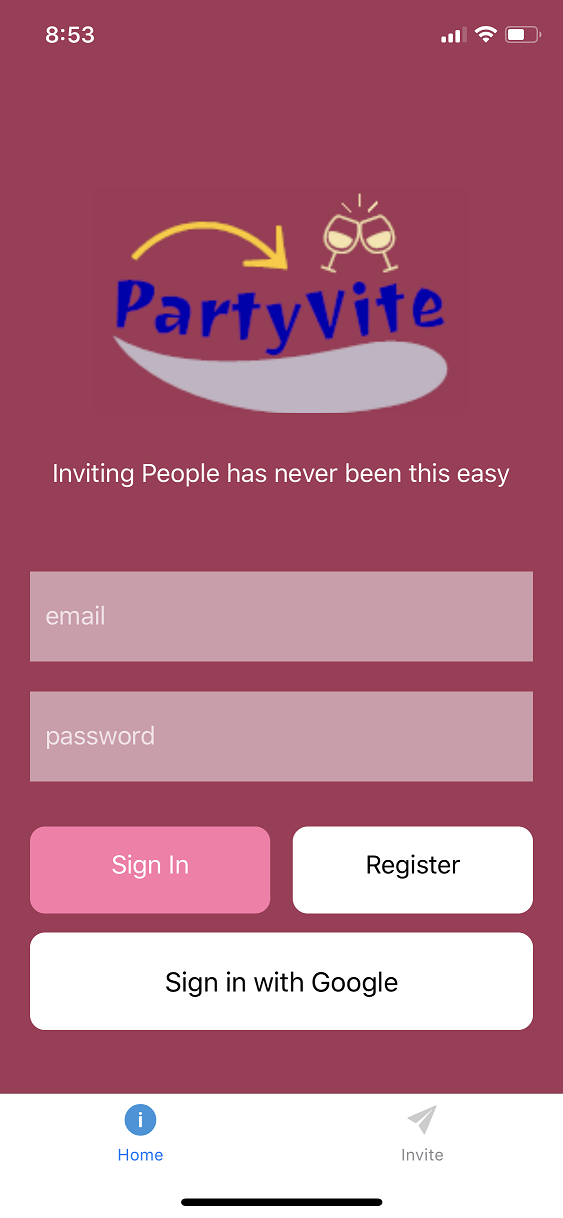 8:53
PartyVite
Inviting People has never been this easy
email
password
Sign In
Register
Sign in with Google
i
Home
Invite